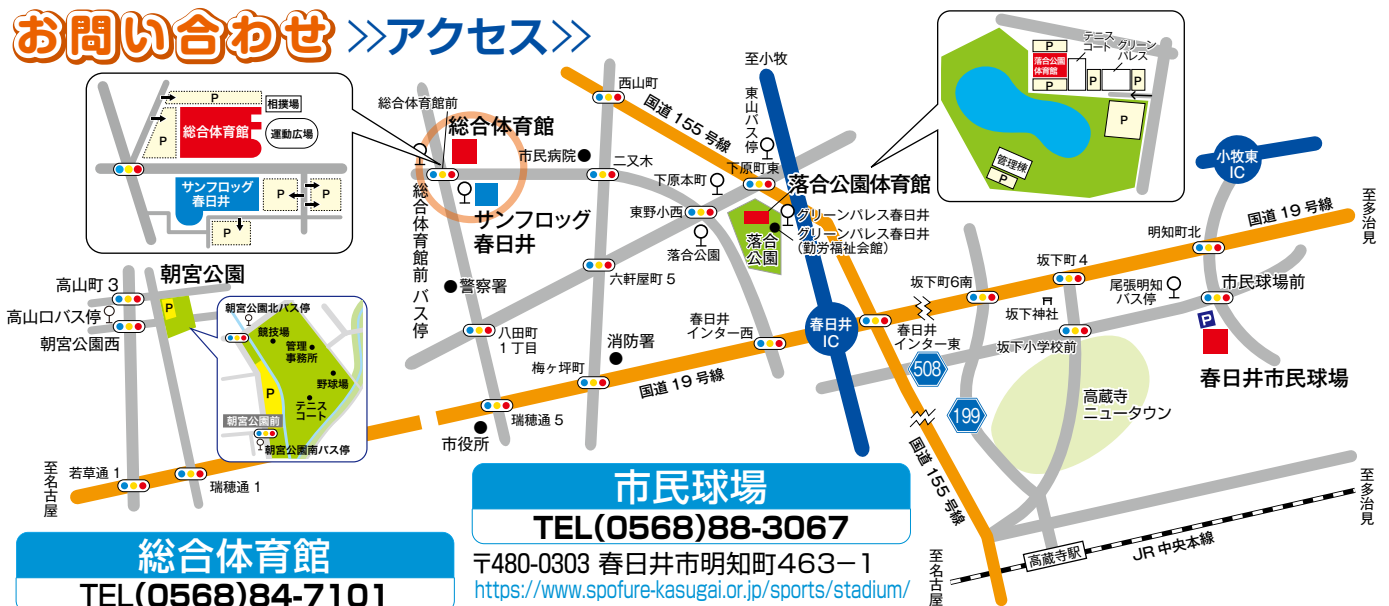 お問い合わせ >>アクセス>>
P
相撲場
総合体育館
P
運動広場
サンフロッグ
春日井
P
P
P
総合体育館前
総合体育館
市民病院
サンフロッグ
春日井
総合体育館前 バス停
警察署
西山町
国道 155 号線
二又木
至小牧
東山バス停
下原町東
下原本町
東野小西
落合公園
落合公園体育館
グリーンパレス春日井
グリーンパレス春日井
(勤労福祉会館)
落合
公園
六軒屋町 5
P
テニス
コート
グリーン
パレス
落合公園
体育館
P
P
P
P
管理棟
P
小牧東
IC
至多治見
国道 19 号線
明知町北
坂下町 4
尾張明知
バス停
市民球場前
坂下町6南
坂下神社
坂下小学校前
P
春日井市民球場
高山町 3
朝宮公園
P
高山口バス停
朝宮公園西
朝宮公園北バス停
競技場
管理
事務所
野球場
P
テニス
コート
朝宮公園前
朝宮公園南バス停
八田町
1丁目
消防署
春日井
インター西
春日井
IC
春日井
インター東
508
199
高蔵寺
ニュータウン
梅ヶ坪町
国道 19 号線
瑞穂通 5
市役所
至名古屋
若草通 1
瑞穂通 1
国道 155 号線
至多治見
高蔵寺駅
JR 中央本線
至名古屋
総合体育館
TEL(0568)84-7101
市民球場
TEL(0568)88-3067
〒480-0303 春日井市明知町463−1
https://www.spofure-kasugai.or.jp/sports/stadium/